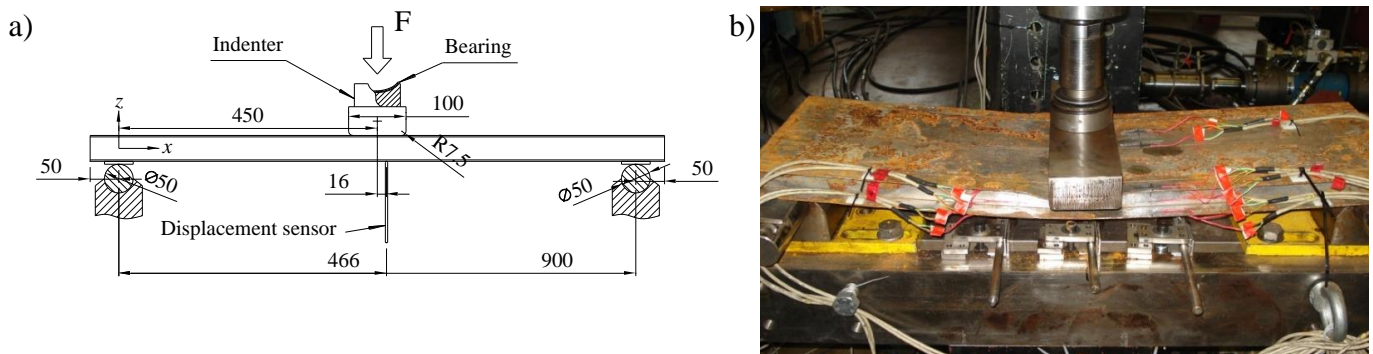 a)
F
Indenter
Bearing
z
100
450
x
R7.5
50
Ø50
16
Ø50
50
Displacement sensor
466
900
b)